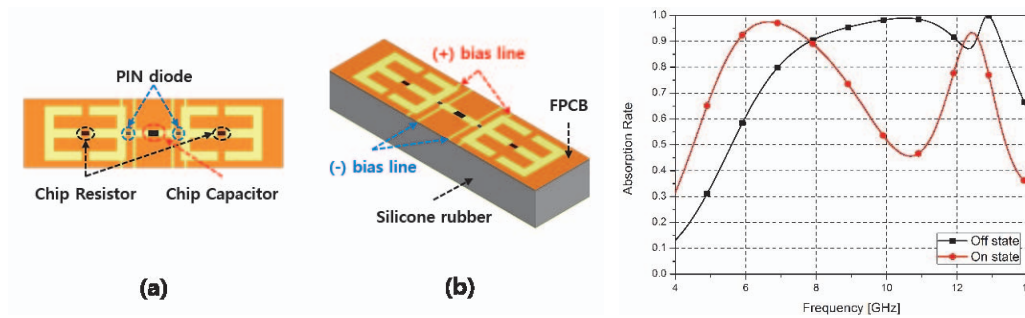 PIN diode
Chip Resistor
Chip Capacitor
(a)
(+) bias line
FPCB
(-) bias line
Silicone rubber
(b)
Absorption Rate
1.0
0.9
0.8
0.7
0.6
0.5
0.4
0.3
0.2
0.1
0.0
Off state
On state
4 6 8 10 12
Frequency [GHz]